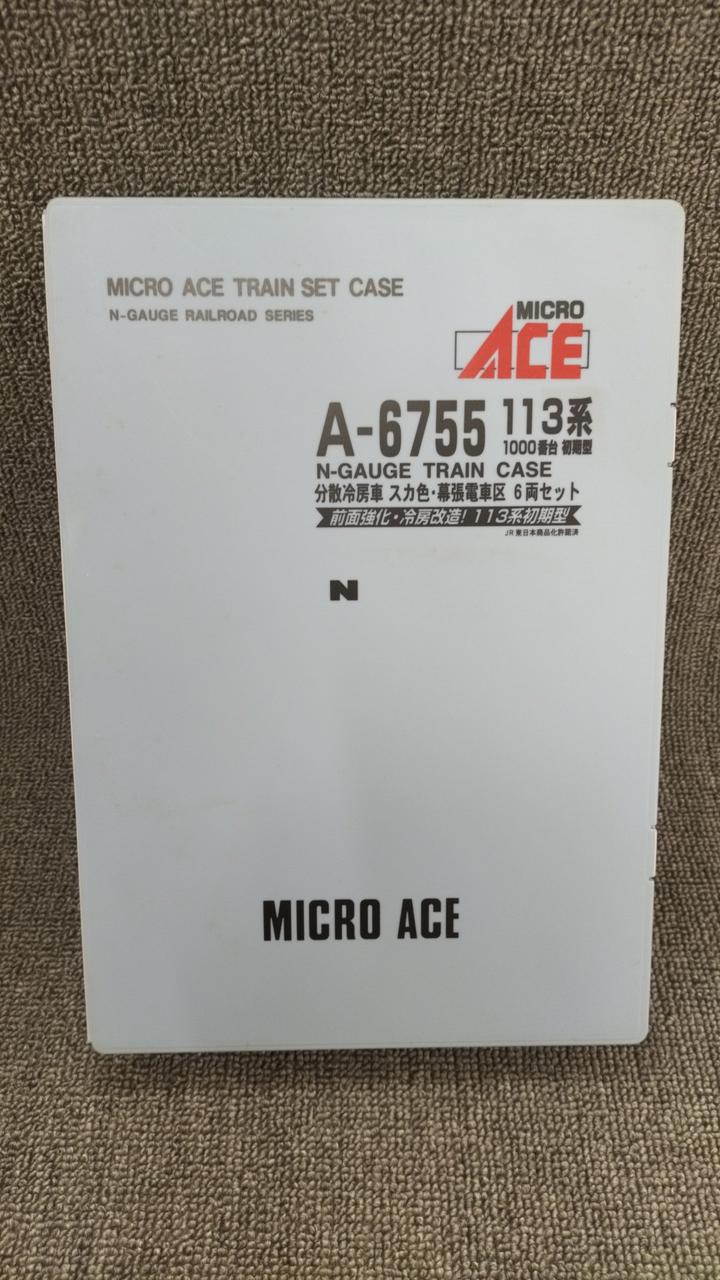 MICRO ACE TRAIN SET CASE
N-GAUGE RAILROAD SERIES
MICRO
ACE
A-6755 113系
1000番台 初期型
N-GAUGE TRAIN CASE
分散冷房車 スカ色・幕張電車区 6両セット
前面強化・冷房改造! 113系初期型
JR東日本商品化許諾済
N
MICRO ACE